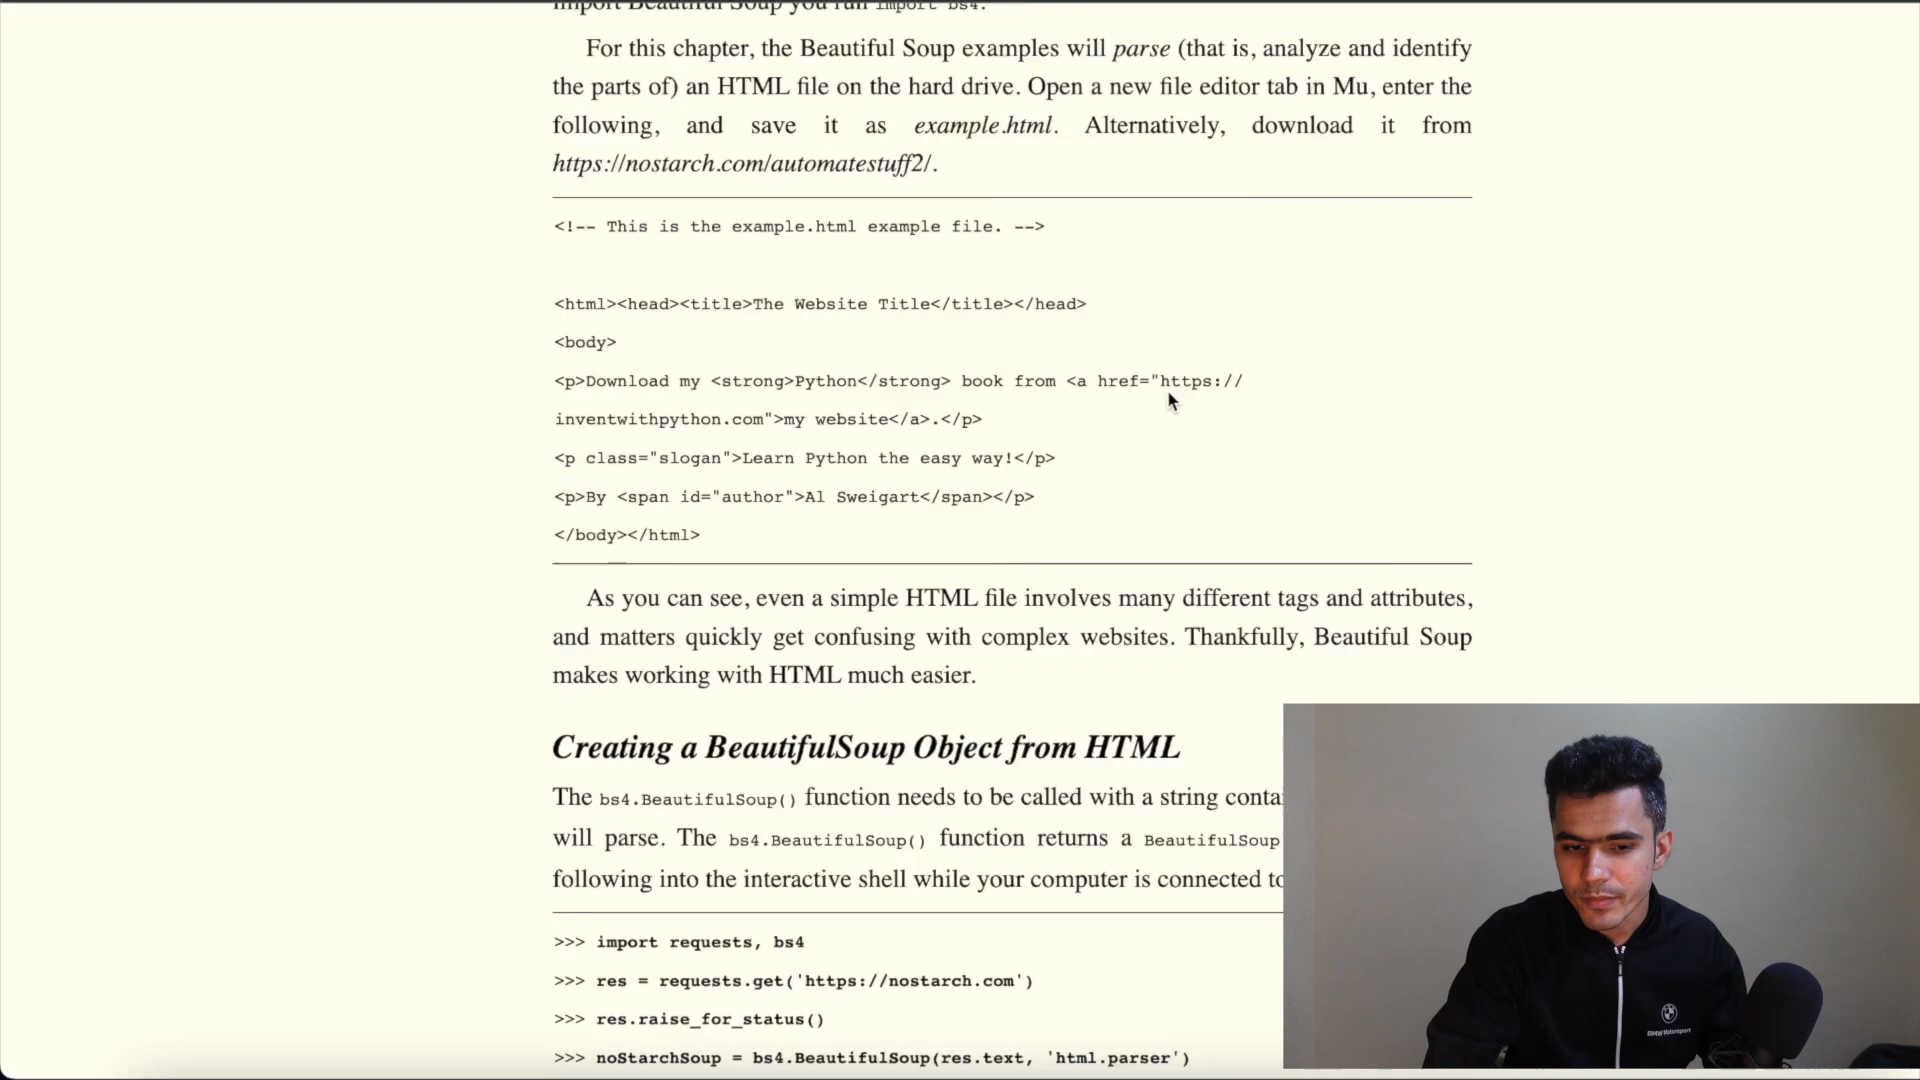 import Beautiful Soup you run import bs4.
For this chapter, the Beautiful Soup examples will parse (that is, analyze and identify
the parts of) an HTML file on the hard drive. Open a new file editor tab in Mu, enter the
following, and save it as example.html. Alternatively, download it from
https://nostarch.com/automatestuff2/.
<!-- This is the example.html example file. -->
<html><head><title>The Website Title</title></head>
<body>
<p>Download my <strong>Python</strong> book from <a href="https://
inventwithpython.com">my website</a>.</p>
<p class="slogan">Learn Python the easy way!</p>
<p>By <span id="author">Al Sweigart</span></p>
</body></html>
As you can see, even a simple HTML file involves many different tags and attributes,
and matters quickly get confusing with complex websites. Thankfully, Beautiful Soup
makes working with HTML much easier.
Creating a BeautifulSoup Object from HTML
The bs4.BeautifulSoup() function needs to be called with a string
will parse. The bs4.BeautifulSoup() function returns a BeautifulSoup
following into the interactive shell while your computer is connected
>>> import requests, bs4
>>> res = requests.get('https://nostarch.com')
>>> res.raise_for_status()
>>> noStarchSoup = bs4.BeautifulSoup(res.text, 'html.parser')
BMW Motorsport